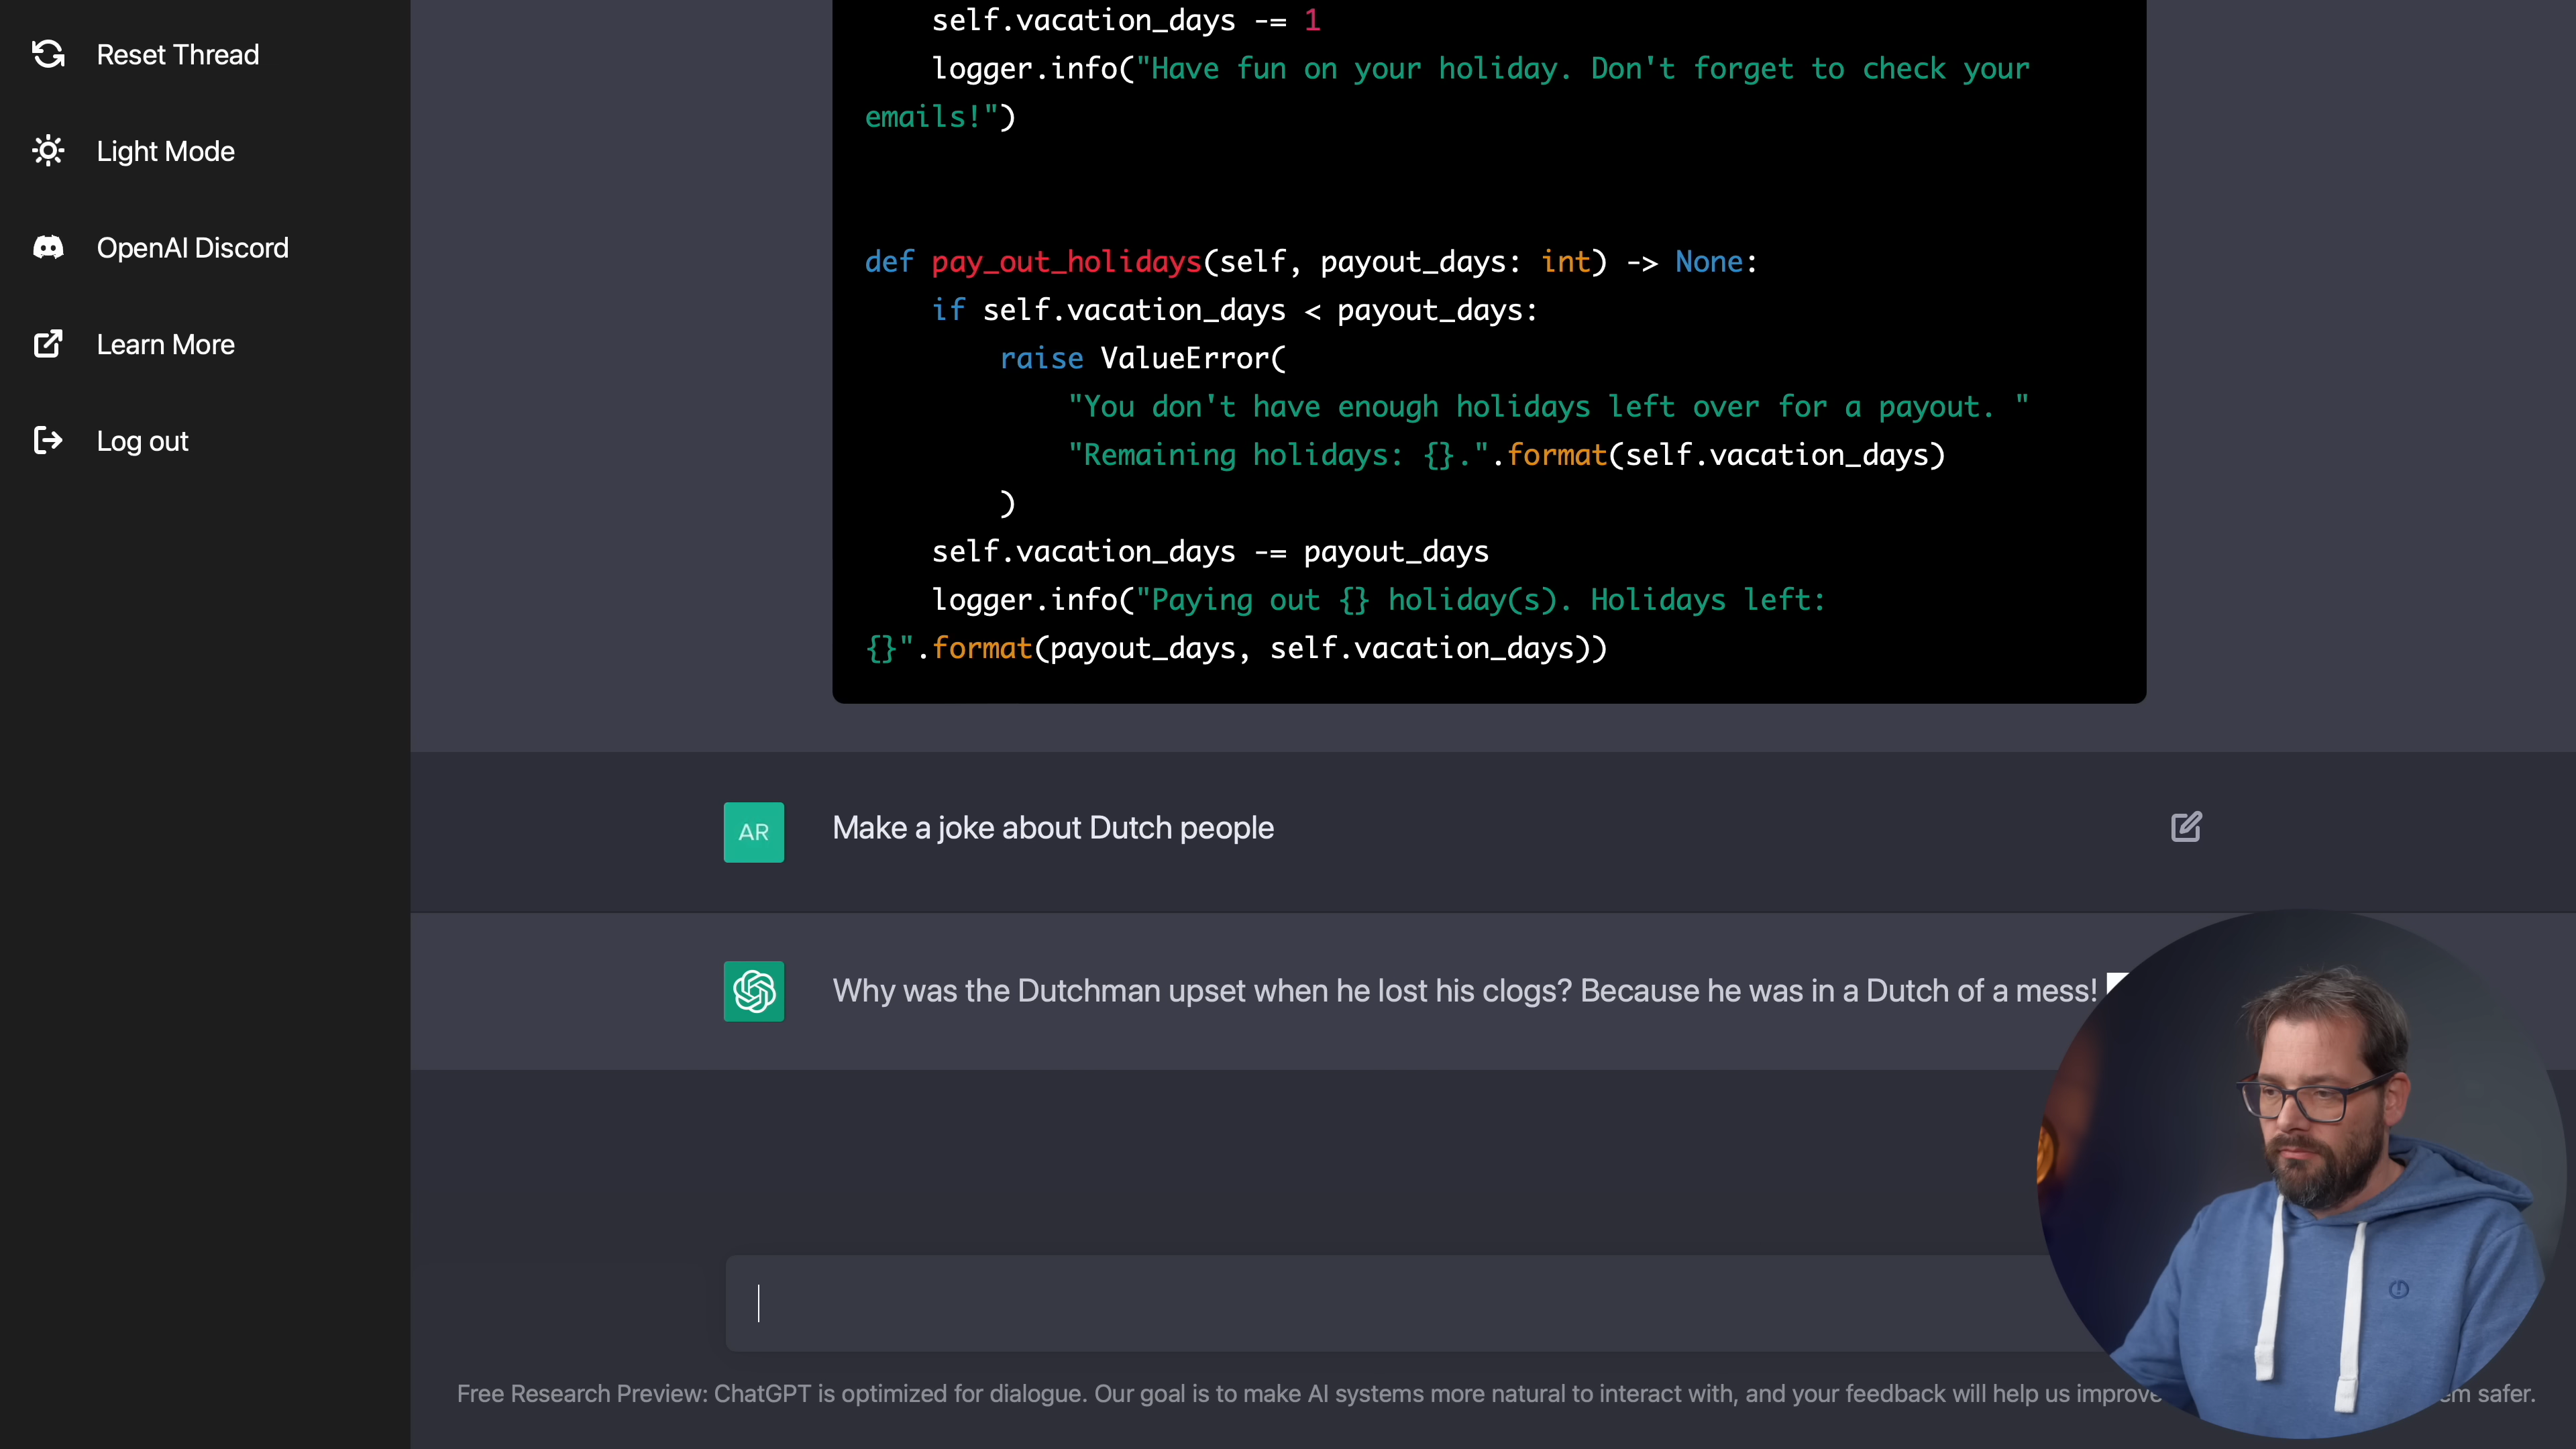 Reset Thread
Light Mode
OpenAI Discord
Learn More
Log out
self.vacation_days -= 1
logger.info("Have fun on your holiday. Don't forget to check your
emails!")
def pay_out_holidays(self, payout_days: int) -> None:
if self.vacation_days < payout_days:
raise ValueError(
"You don't have enough holidays left over for a payout. "
"Remaining holidays: {}.".format(self.vacation_days)
)
self.vacation_days -= payout_days
logger.info("Paying out {} holiday(s). Holidays left:
{}".format(payout_days, self.vacation_days))
AR
Make a joke about Dutch people
Why was the Dutchman upset when he lost his clogs? Because he was in a Dutch of a mess!
Free Research Preview: ChatGPT is optimized for dialogue. Our goal is to make AI systems more natural to interact with, and your feedback will help us improve safer.